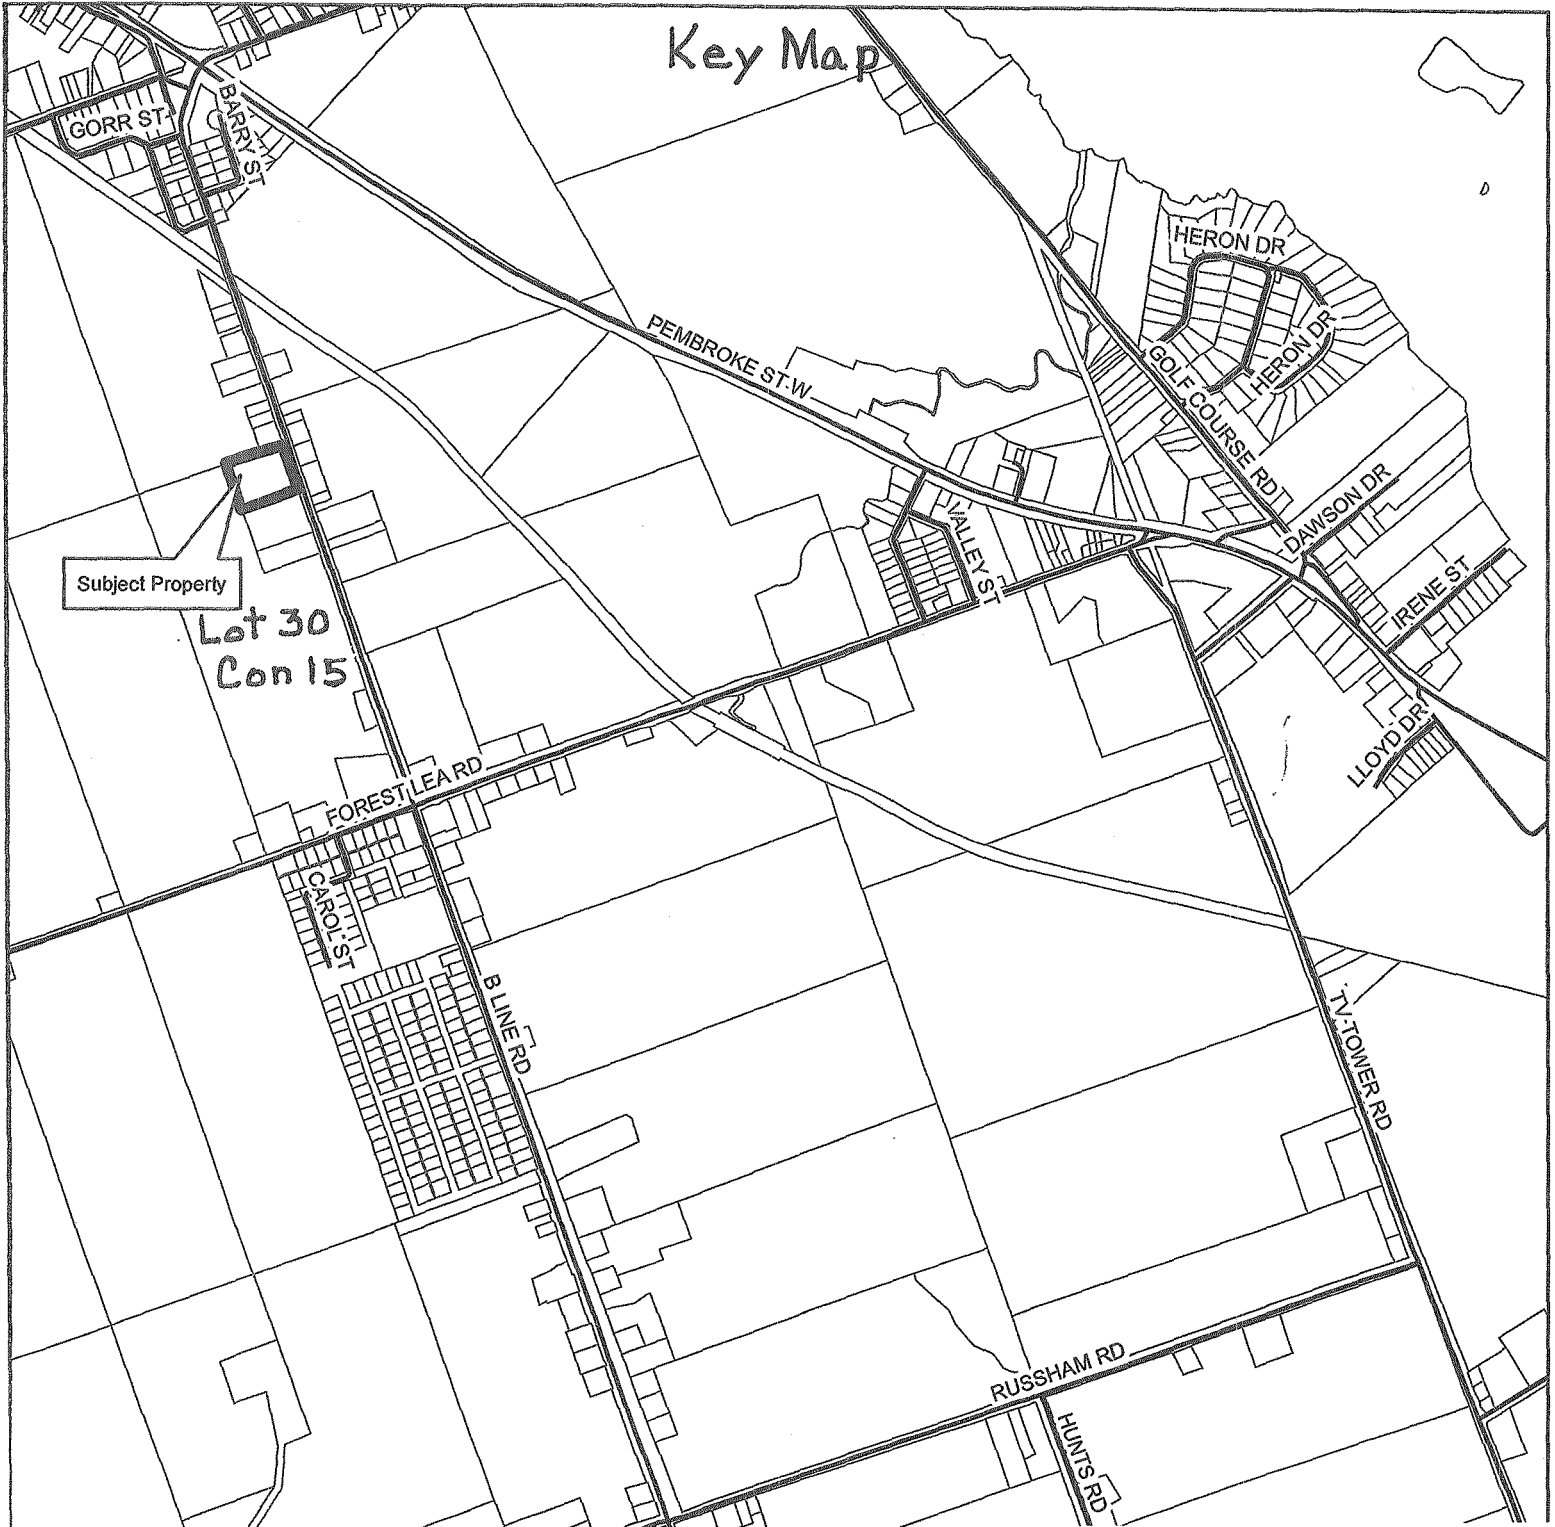 Key Map
GORR ST
BARRY ST
HERON DR
PEMBROKE ST W
HERON DR
GOLF COURSE RD
DAWSON DR
VALLEY ST
Subject Property
IRENE ST
Lot 30
Con 15
LLOYD DR
FOREST LEA RD
CAROL ST
B LINE RD
TV TOWER RD
RUSSHAM RD
HUNTS RD